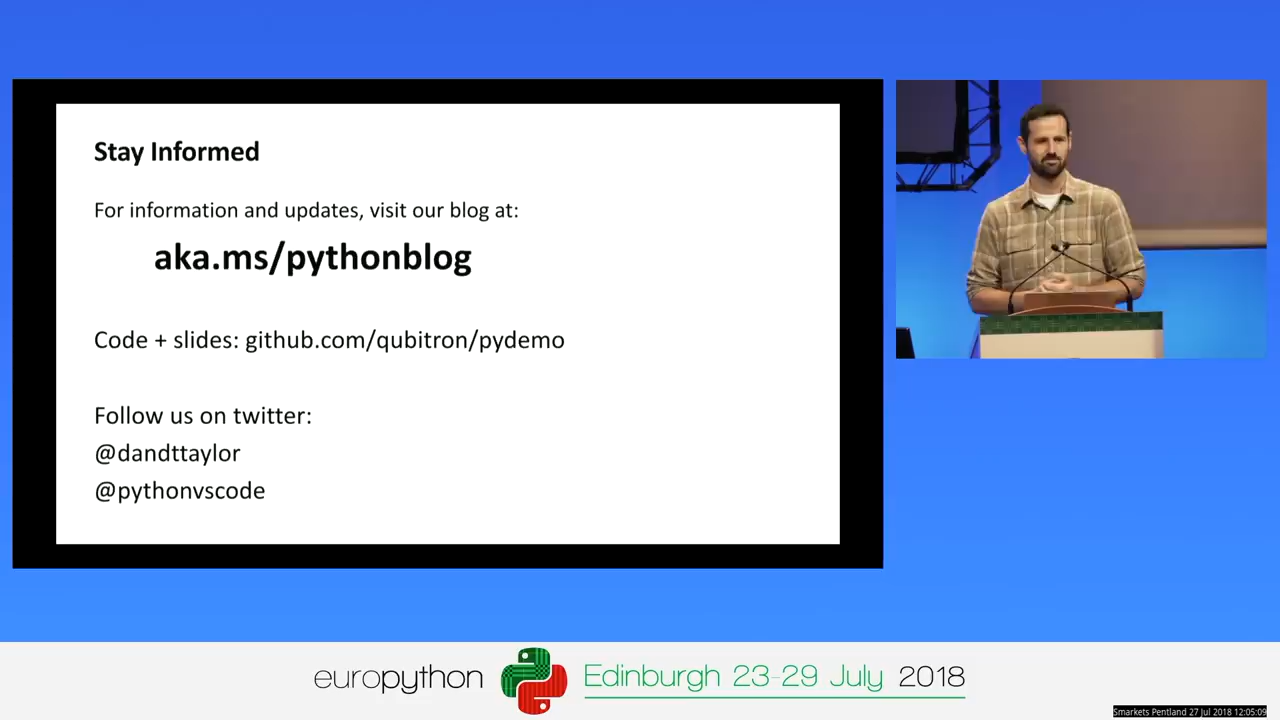 Stay Informed
For information and updates, visit our blog at:
aka.ms/pythonblog
Code + slides: github.com/qubitron/pydemo
Follow us on twitter:
@dandttaylor
@pythonvscode
europython Edinburgh 23-29 July 2018
Smarkets Pentland 27 Jul 2018 12:05:09